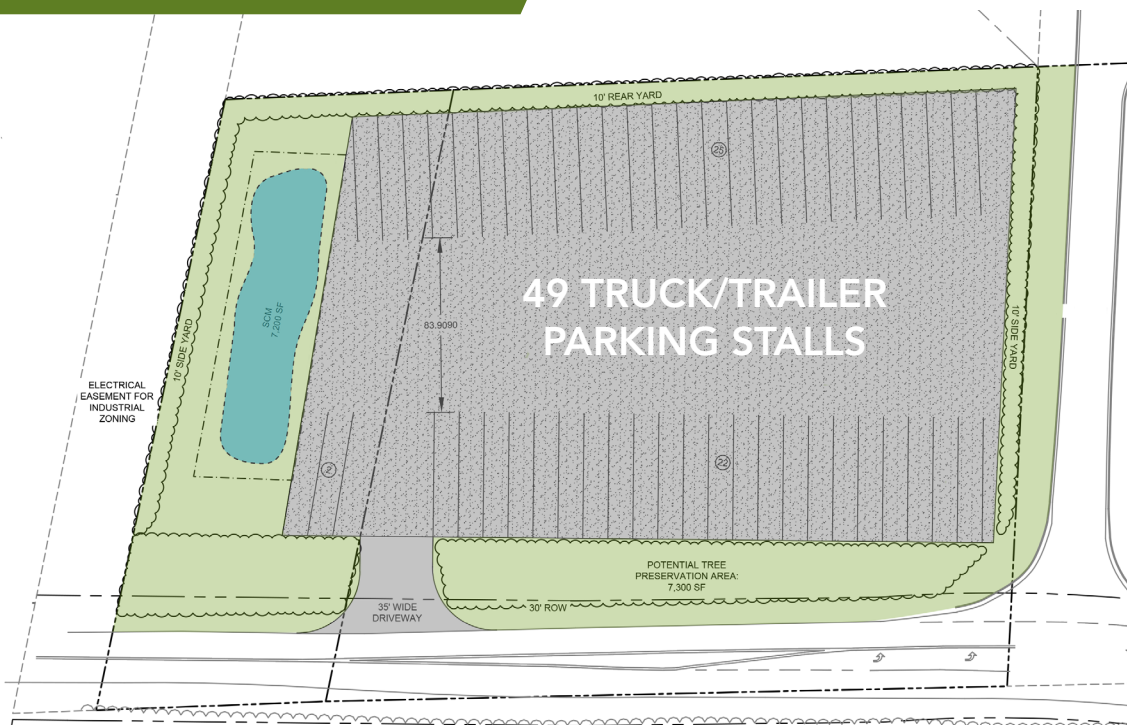 10' REAR YARD
25
49 TRUCK/TRAILER
PARKING STALLS
83.9090
SCM
7,200 SF
10' SIDE YARD
10' SIDE YARD
ELECTRICAL
EASEMENT FOR
INDUSTRIAL
ZONING
2
22
POTENTIAL TREE
PRESERVATION AREA:
7,300 SF
30' ROW
35' WIDE
DRIVEWAY